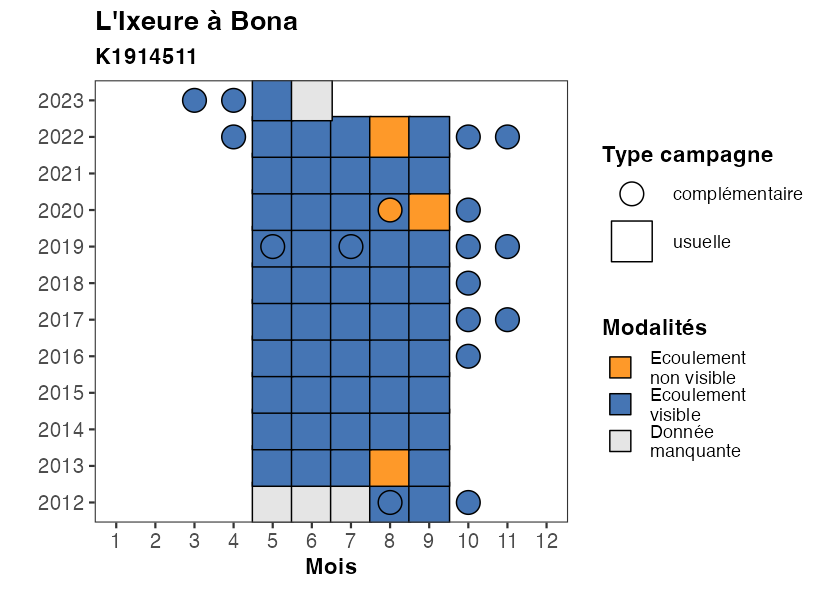 L'Ixeure à Bona
K1914511
2023
2022
2021
2020
2019
2018
2017
2016
2015
2014
2013
2012
1 2 3 4 5 6 7 8 9 10 11 12
Mois
Type campagne
complémentaire
usuelle
Modalités
Ecoulement
non visible
Ecoulement
visible
Donnée
manquante